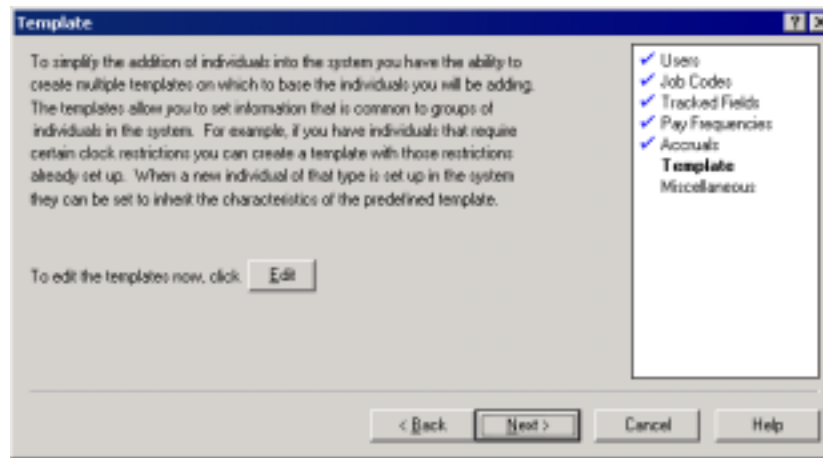 Template
To simplify the addition of individuals into the system you have the ability to
create multiple templates on which to base the individuals you will be adding.
The templates allow you to set information that is common to groups of
individuals in the system. For example, if you have individuals that require
certain clock restrictions you can create a template with those restrictions
already set up. When a new individual of that type is set up in the system
they can be set to inherit the characteristics of the predefined template.
To edit the templates now, click Edit
Users
Job Codes
Tracked Fields
Pay Frequencies
Accruals
Template
Miscellaneous
< Back
Next >
Cancel
Help